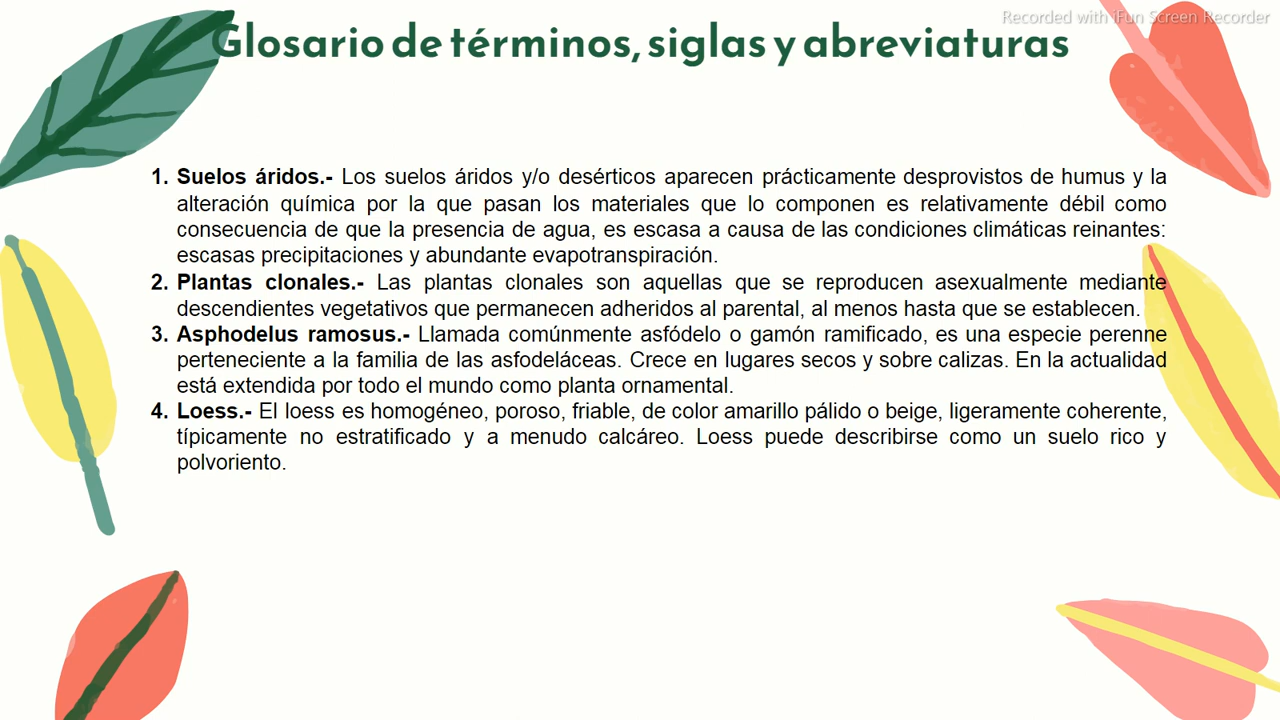 Recorded with iFun Screen Recorder
Glosario de términos, siglas y abreviaturas
1. Suelos áridos.- Los suelos áridos y/o desérticos aparecen prácticamente desprovistos de humus y la
alteración química por la que pasan los materiales que lo componen es relativamente débil como
consecuencia de que la presencia de agua, es escasa a causa de las condiciones climáticas reinantes:
escasas precipitaciones y abundante evapotranspiración.
2. Plantas clonales.- Las plantas clonales son aquellas que se reproducen asexualmente mediante
descendientes vegetativos que permanecen adheridos al parental, al menos hasta que se establecen.
3. Asphodelus ramosus.- Llamada comúnmente asfódelo o gamón ramificado, es una especie perenne
perteneciente a la familia de las asfodeláceas. Crece en lugares secos y sobre calizas. En la actualidad
está extendida por todo el mundo como planta ornamental.
4. Loess.- El loess es homogéneo, poroso, friable, de color amarillo pálido o beige, ligeramente coherente,
típicamente no estratificado y a menudo calcáreo. Loess puede describirse como un suelo rico y
polvoriento.